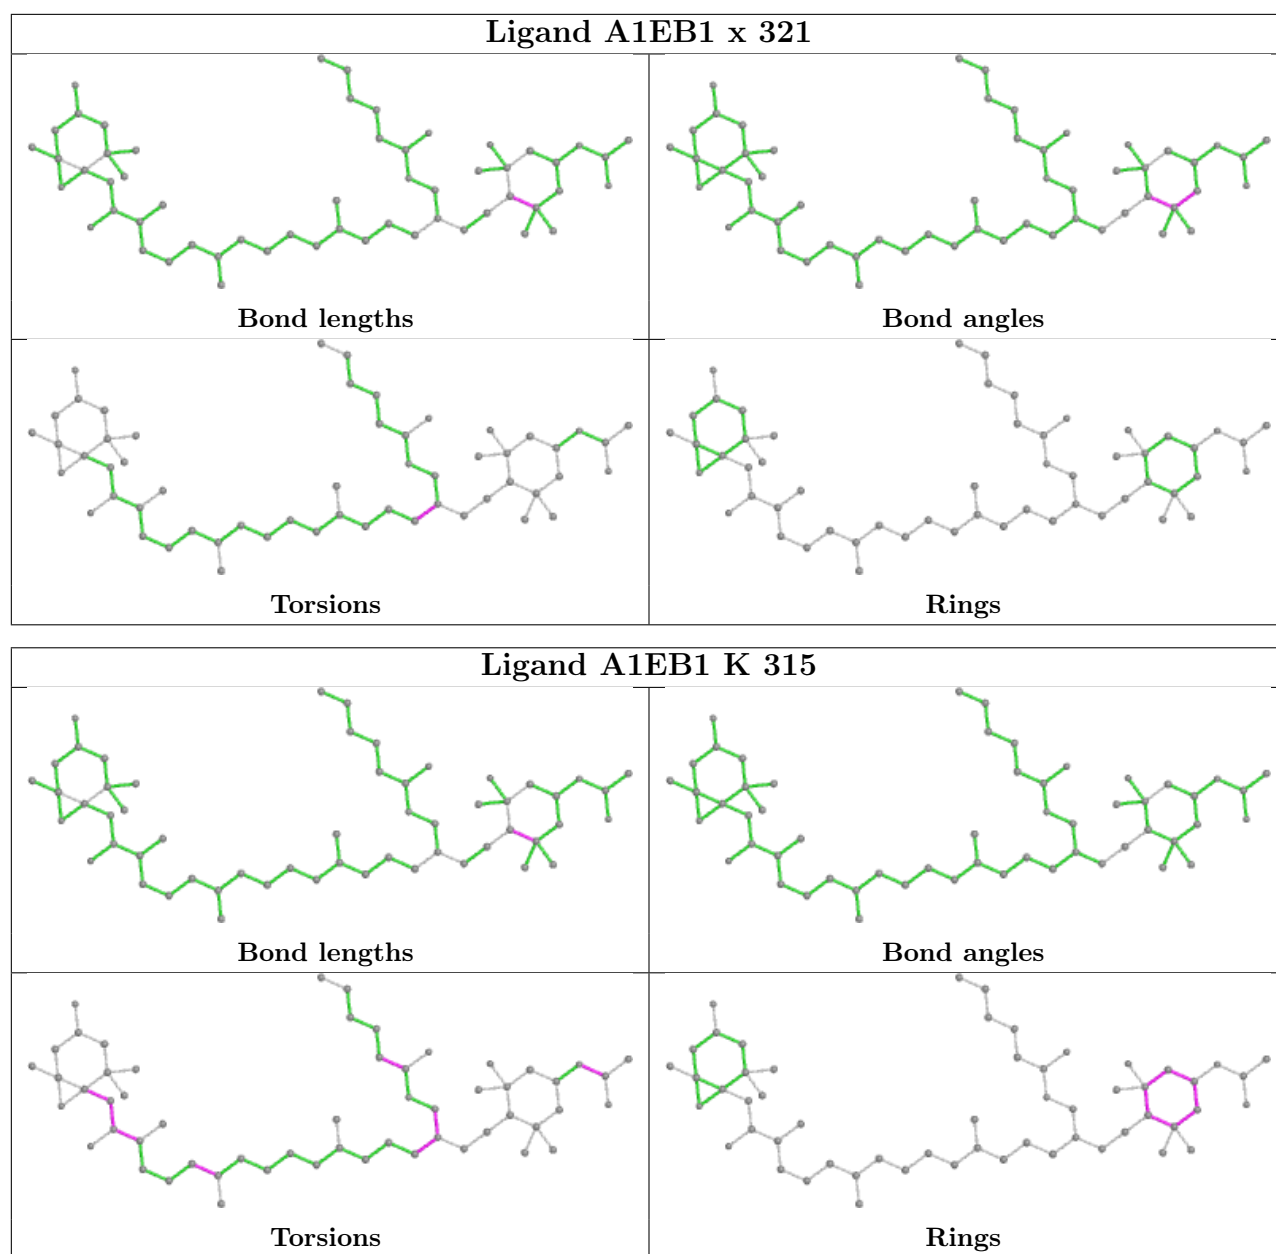 Ligand A1EB1 x 321
Bond lengths
Bond angles
Torsions
Rings
Ligand A1EB1 K 315
Bond lengths
Bond angles
Torsions
Rings